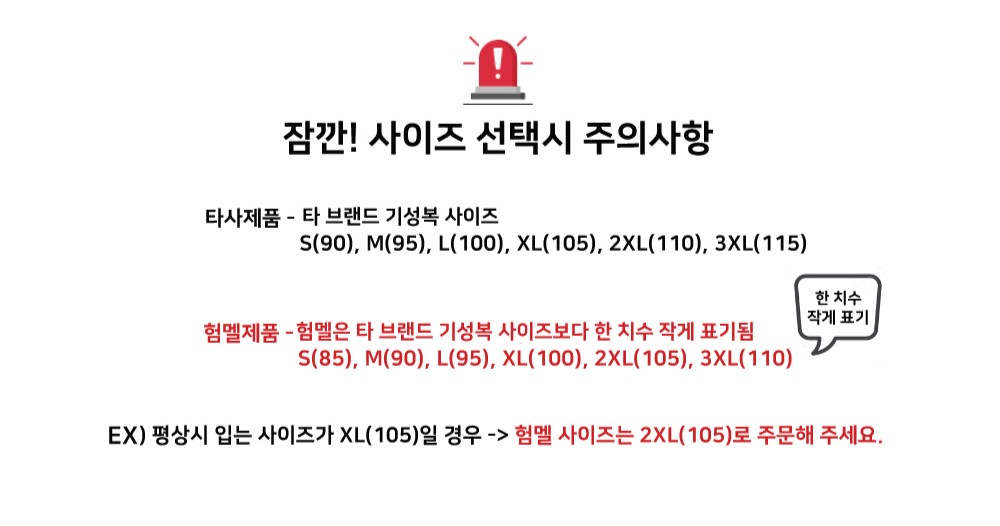 잠깐! 사이즈 선택시 주의사항
타사제품 - 타 브랜드 기성복 사이즈
S(90), M(95), L(100), XL(105), 2XL(110), 3XL(115)
한 치수
작게 표기
험멜제품 -험멜은 타 브랜드 기성복 사이즈보다 한 치수 작게 표기됨
S(85), M(90), L(95), XL(100), 2XL(105), 3XL(110)
EX) 평상시 입는 사이즈가 XL(105)일 경우 -> 험멜 사이즈는 2XL(105)로 주문해 주세요.